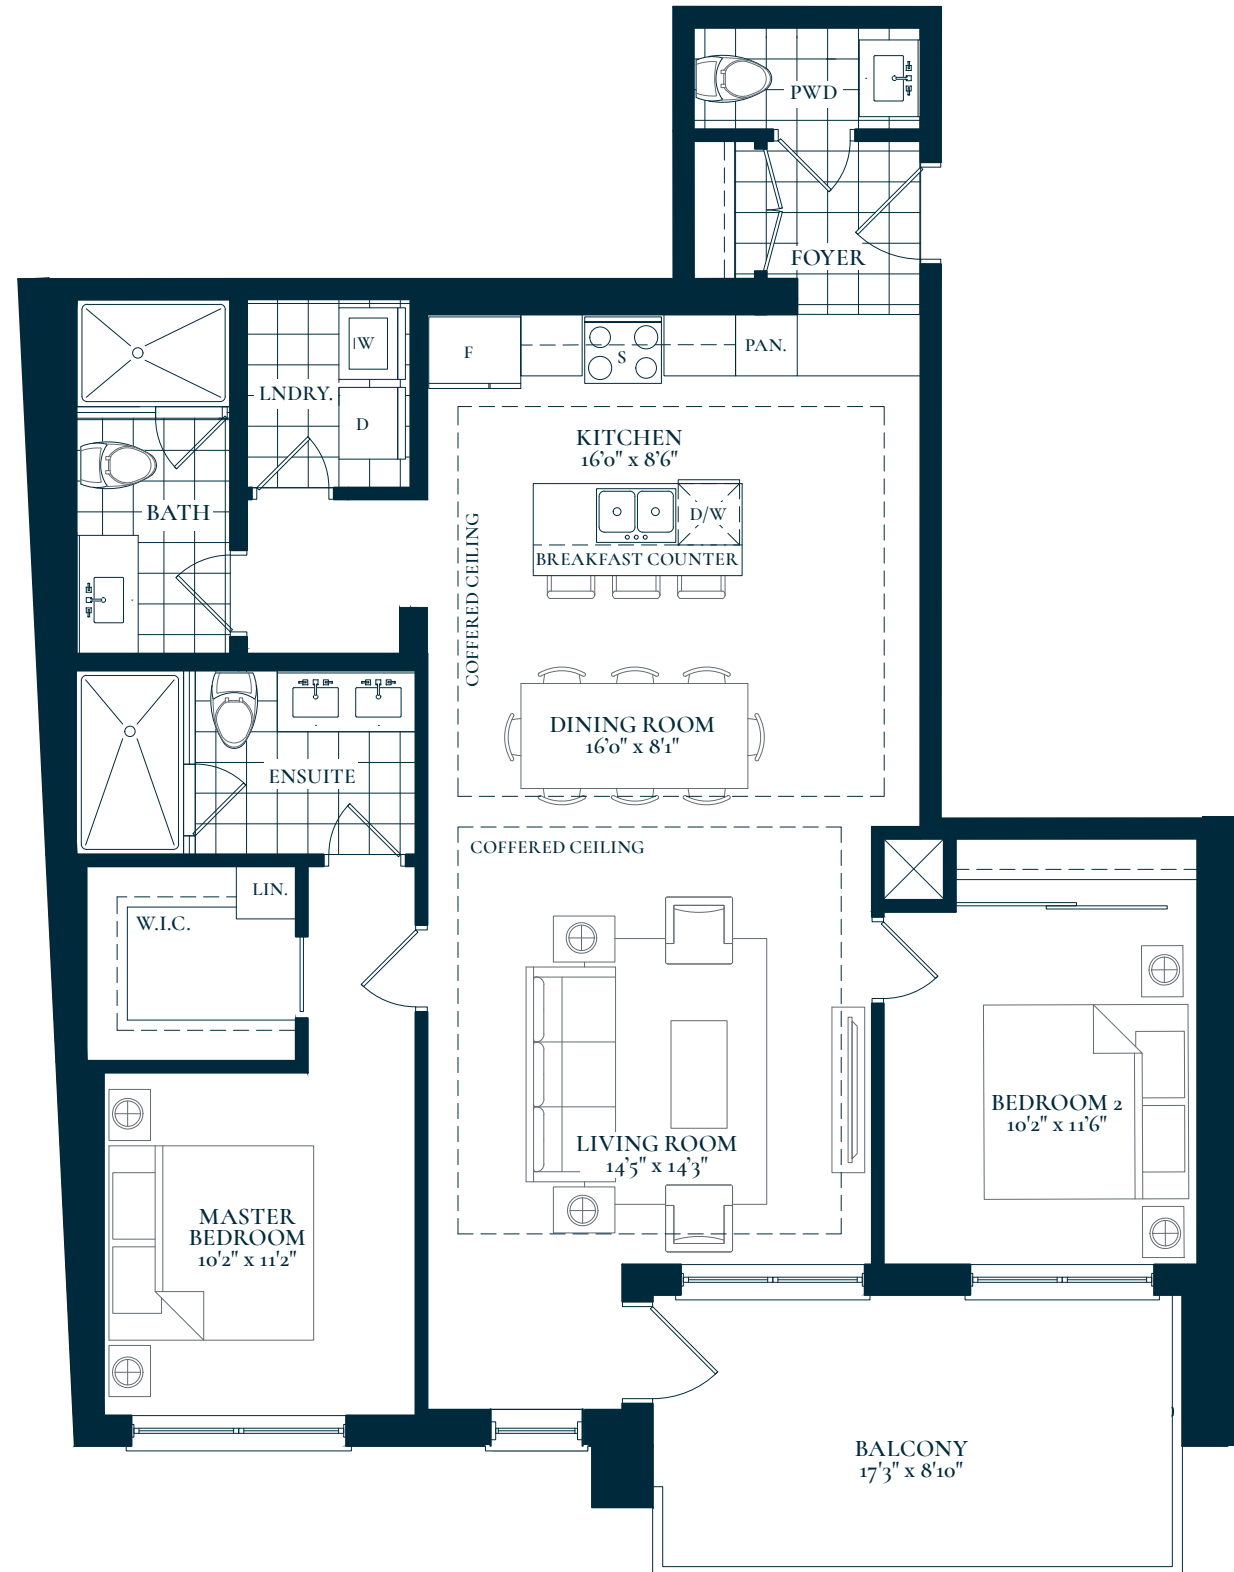 PWD
FOYER
W
LNDRY.
D
F
S
PAN.
KITCHEN
16'0" x 8'6"
BATH
D/W
BREAKFAST COUNTER
COFFERED CEILING
DINING ROOM
16'0" x 8'1"
ENSUITE
COFFERED CEILING
LIN.
W.I.C.
BEDROOM 2
10'2" x 11'6"
LIVING ROOM
14'5" x 14'3"
MASTER
BEDROOM
10'2" x 11'2"
BALCONY
17'3" x 8'10"